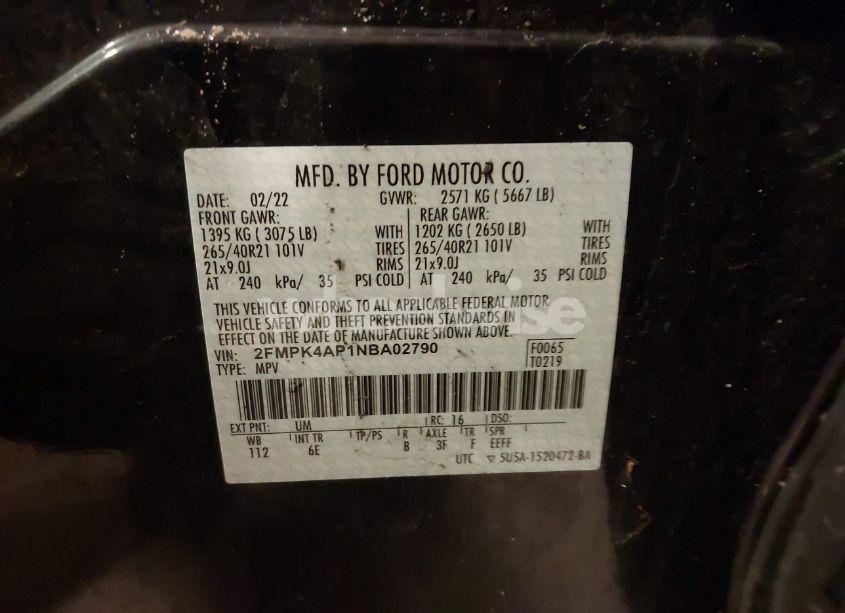 MFD. BY FORD MOTOR CO.
DATE: 02/22 GVWR: 2571 KG ( 5667 LB)
FRONT GAWR: REAR GAWR:
1395 KG ( 3075 LB) WITH 1202 KG ( 2650 LB) WITH
265/40R21 101V TIRES 265/40R21 101V TIRES
21x9.0J RIMS 21x9.0J RIMS
AT 240 kPa/ 35 PSI COLD AT 240 kPa/ 35 PSI COLD
THIS VEHICLE CONFORMS TO ALL APPLICABLE FEDERAL MOTOR
VEHICLE SAFETY AND THEFT PREVENTION STANDARDS IN
EFFECT ON THE DATE OF MANUFACTURE SHOWN ABOVE.
VIN: 2FMPK4AP1NBA02790 F0065
TYPE: MPV T0219
EXT PNT: UM RC: 16 DSO:
WB INT TR TP/PS R AXLE TR SPR
112 6E B 3F F EEFF
UTC ▽ 5U5A-1520472-BA